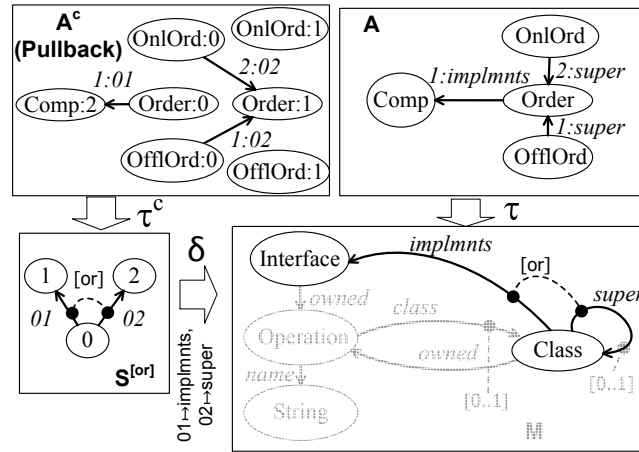 A^c
(Pullback)
OnlOrd:0
OnlOrd:1
2:02
1:01
Comp:2
Order:0
Order:1
1:02
OfflOrd:0
OfflOrd:1
A
OnlOrd
1:implmnts
2:super
Comp
Order
1:super
OfflOrd
τ^c
τ
1
[or]
2
01
02
0
S^[or]
δ
01↦implmnts,
02↦super
Interface
implmnts
[or]
super
owned
class
Operation
owned
Class
name
[0..1]
[0..1]
String
M